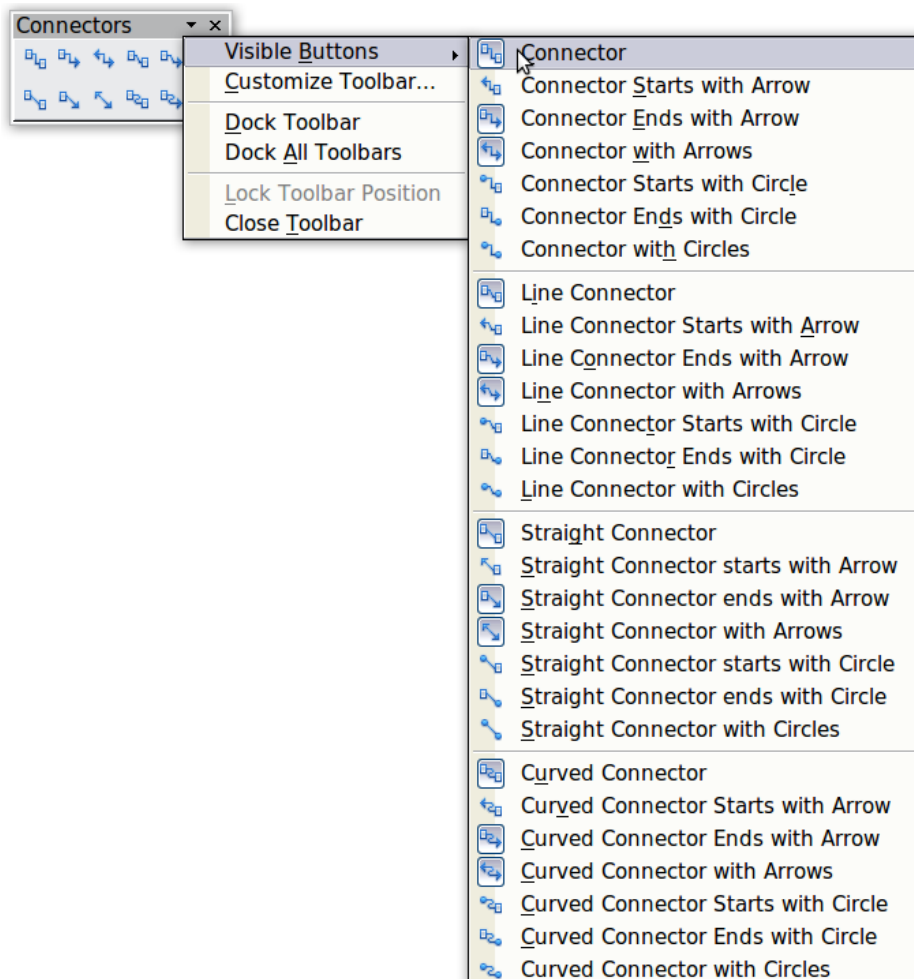 Connectors
Visible Buttons
Customize Toolbar...
Dock Toolbar
Dock All Toolbars
Lock Toolbar Position
Close Toolbar
Connector
Connector Starts with Arrow
Connector Ends with Arrow
Connector with Arrows
Connector Starts with Circle
Connector Ends with Circle
Connector with Circles
Line Connector
Line Connector Starts with Arrow
Line Connector Ends with Arrow
Line Connector with Arrows
Line Connector Starts with Circle
Line Connector Ends with Circle
Line Connector with Circles
Straight Connector
Straight Connector starts with Arrow
Straight Connector ends with Arrow
Straight Connector with Arrows
Straight Connector starts with Circle
Straight Connector ends with Circle
Straight Connector with Circles
Curved Connector
Curved Connector Starts with Arrow
Curved Connector Ends with Arrow
Curved Connector with Arrows
Curved Connector Starts with Circle
Curved Connector Ends with Circle
Curved Connector with Circles